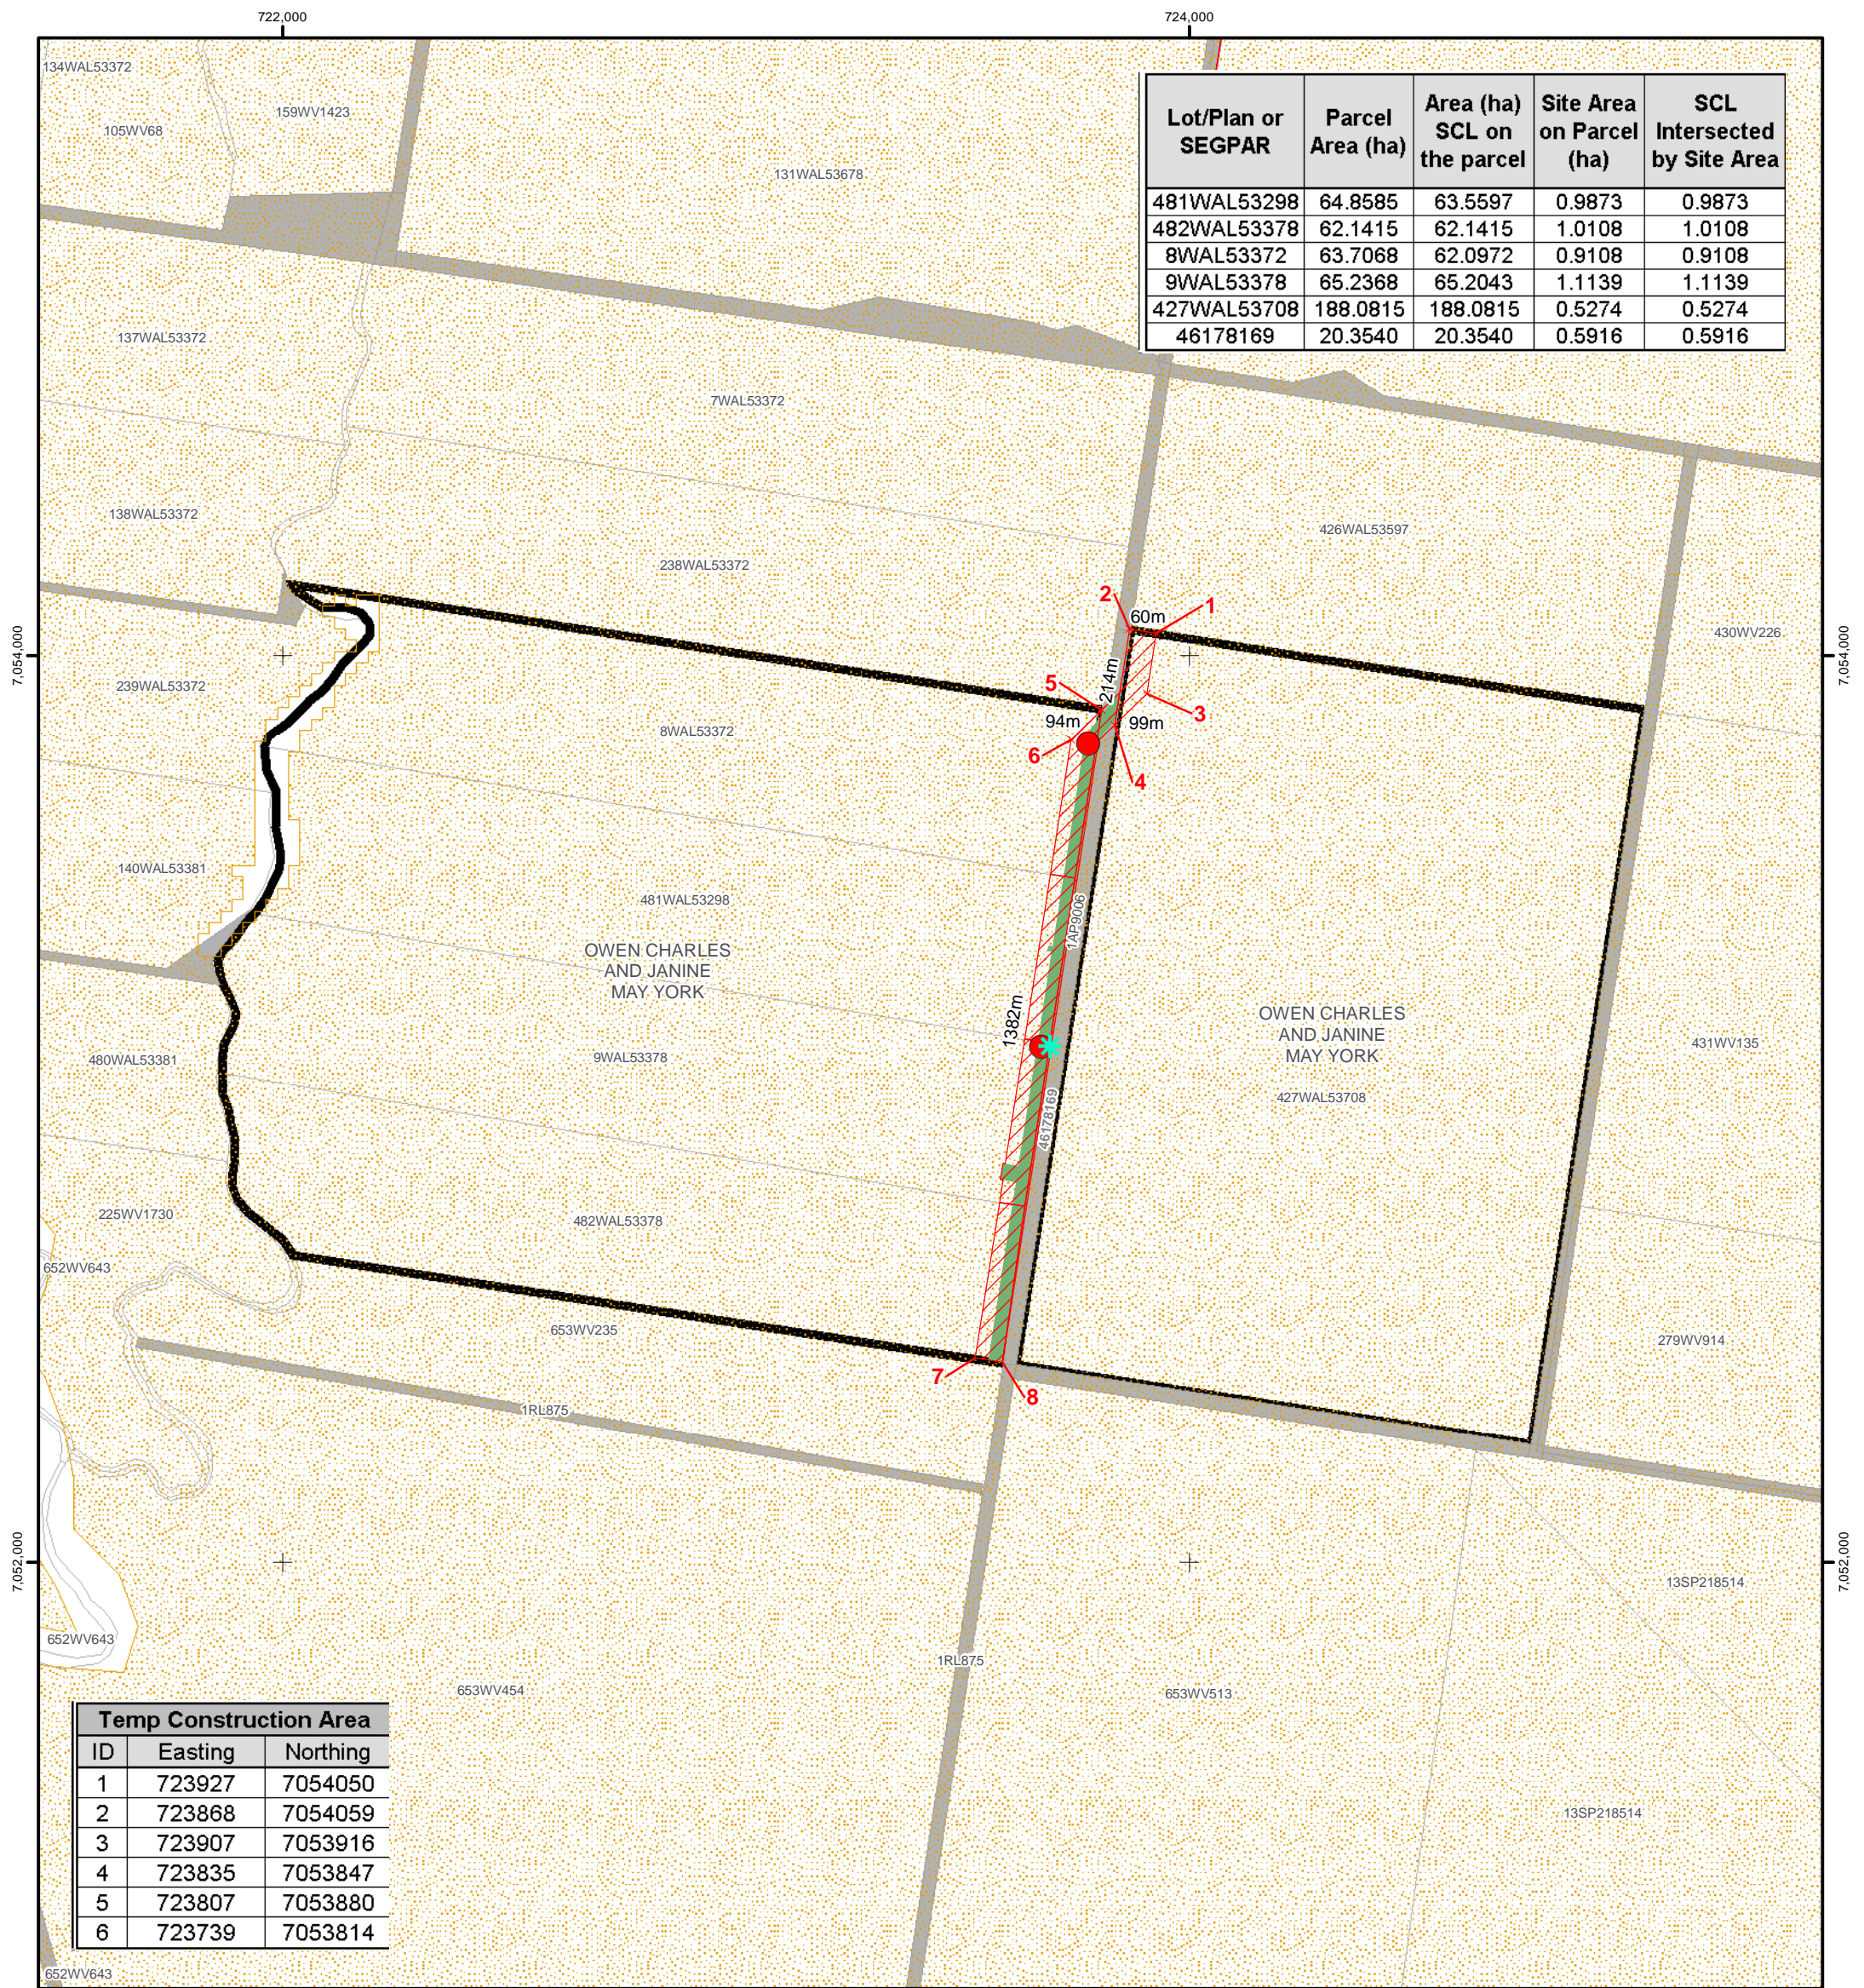 722,000
724,000
134WAL53372
159WV1423
105WV68
131WAL53678
Lot/Plan or SEGPAR | Parcel Area (ha) | Area (ha) SCL on the parcel | Site Area on Parcel (ha) | SCL Intersected by Site Area
481WAL53298 | 64.8585 | 63.5597 | 0.9873 | 0.9873
482WAL53378 | 62.1415 | 62.1415 | 1.0108 | 1.0108
8WAL53372 | 63.7068 | 62.0972 | 0.9108 | 0.9108
9WAL53378 | 65.2368 | 65.2043 | 1.1139 | 1.1139
427WAL53708 | 188.0815 | 188.0815 | 0.5274 | 0.5274
46178169 | 20.3540 | 20.3540 | 0.5916 | 0.5916
137WAL53372
7WAL53372
138WAL53372
426WAL53597
238WAL53372
2
1
60m
430WV226
7,054,000
7,054,000
239WAL53372
5
214m
3
94m
99m
8WAL53372
6
4
140WAL53381
481WAL53298
1AP9006
OWEN CHARLES
AND JANINE
MAY YORK
1382m
OWEN CHARLES
AND JANINE
MAY YORK
480WAL53381
9WAL53378
431WV135
46178169
427WAL53708
225WV1730
482WAL53378
652WV643
653WV235
279WV914
7
8
1RL875
7,052,000
7,052,000
13SP218514
652WV643
1RL875
653WV454
653WV513
Temp Construction Area
ID | Easting | Northing
1 | 723927 | 7054050
2 | 723868 | 7054059
3 | 723907 | 7053916
4 | 723835 | 7053847
5 | 723807 | 7053880
6 | 723739 | 7053814
13SP218514
652WV643